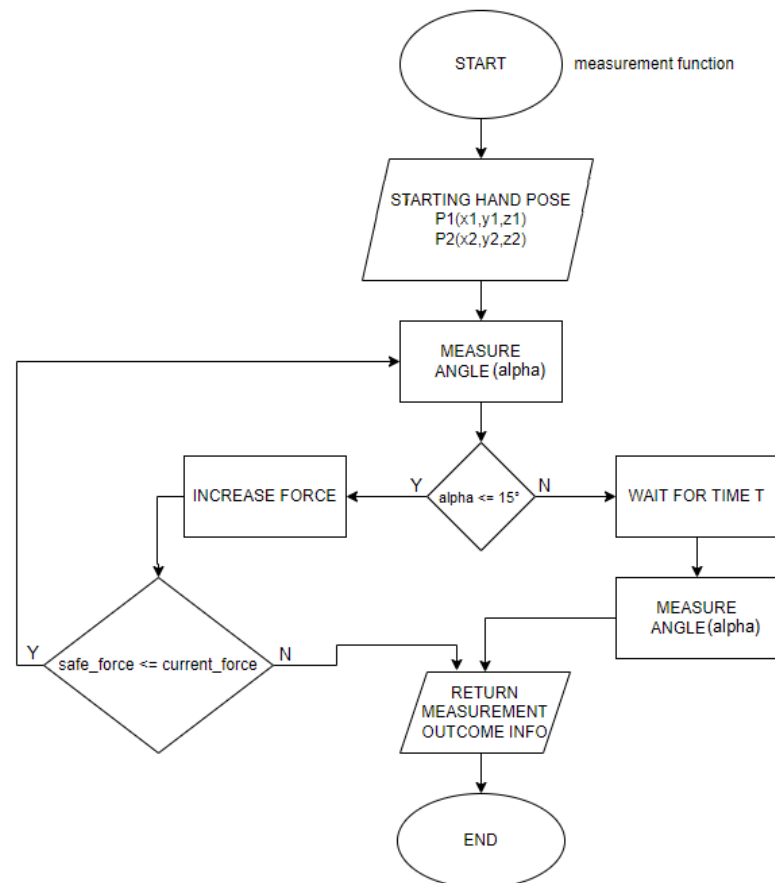 START
measurement function
STARTING HAND POSE
P1(x1,y1,z1)
P2(x2,y2,z2)
MEASURE
ANGLE(alpha)
INCREASE FORCE
Y
alpha <= 15°
N
WAIT FOR TIME T
MEASURE
ANGLE(alpha)
Y
safe_force <= current_force
N
RETURN
MEASUREMENT
OUTCOME INFO
END